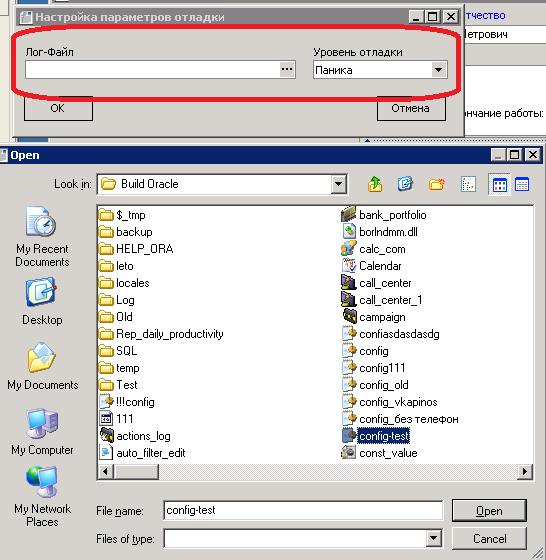 Настройка параметров отладки
тчество
Петрович
Лог-Файл
Уровень отладки
Паника
OK
Отмена
ончание работы:
Open
Look in:
Build Oracle
My Recent
Documents
Desktop
My Documents
My Computer
My Network
Places
$_tmp
backup
HELP_ORA
leto
locales
Log
Old
Rep_daily_productivity
SQL
temp
Test
!!!config
111
actions_log
auto_filter_edit
bank_portfolio
borlndmm.dll
calc_com
Calendar
call_center
call_center_1
campaign
confiasdasdasdg
config
config111
config_old
config_vkapinos
config_без телефон
config-test
const_value
File name:
config-test
Open
Files of type:
Cancel